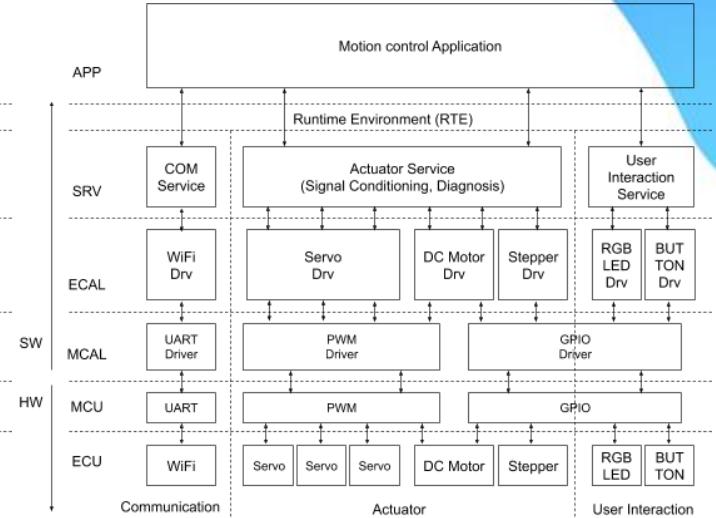 Motion control Application
APP
Runtime Environment (RTE)
SRV
COM
Service
Actuator Service
(Signal Conditioning, Diagnosis)
User
Interaction
Service
ECAL
WiFi
Drv
Servo
Drv
DC Motor
Drv
Stepper
Drv
RGB
LED
Drv
BUT
TON
Drv
SW
MCAL
UART
Driver
PWM
Driver
GPIO
Driver
HW
MCU
UART
PWM
GPIO
ECU
WiFi
Servo
Servo
Servo
DC Motor
Stepper
RGB
LED
BUT
TON
Communication
Actuator
User Interaction